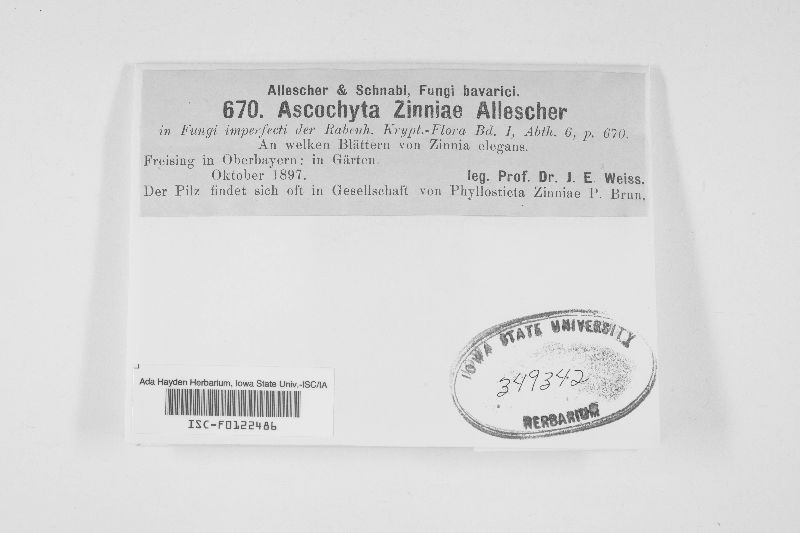 Allescher & Schnabl, Fungi bavarici.
670. Ascochyta Zinniae Allescher
in Fungi imperfecti der Rabenh. Krypt.-Flora Bd. I, Abth. 6, p. 670.
An welken Blättern von Zinnia elegans.
Freising in Oberbayern: in Gärten.
Oktober 1897. leg. Prof. Dr. J. E. Weiss.
Der Pilz findet sich oft in Gesellschaft von Phyllosticta Zinniae P. Brun.
IOWA STATE UNIVERSITY
349342
HERBARIUM
Ada Hayden Herbarium, Iowa State Univ.-ISC/IA
ISC-F0122486